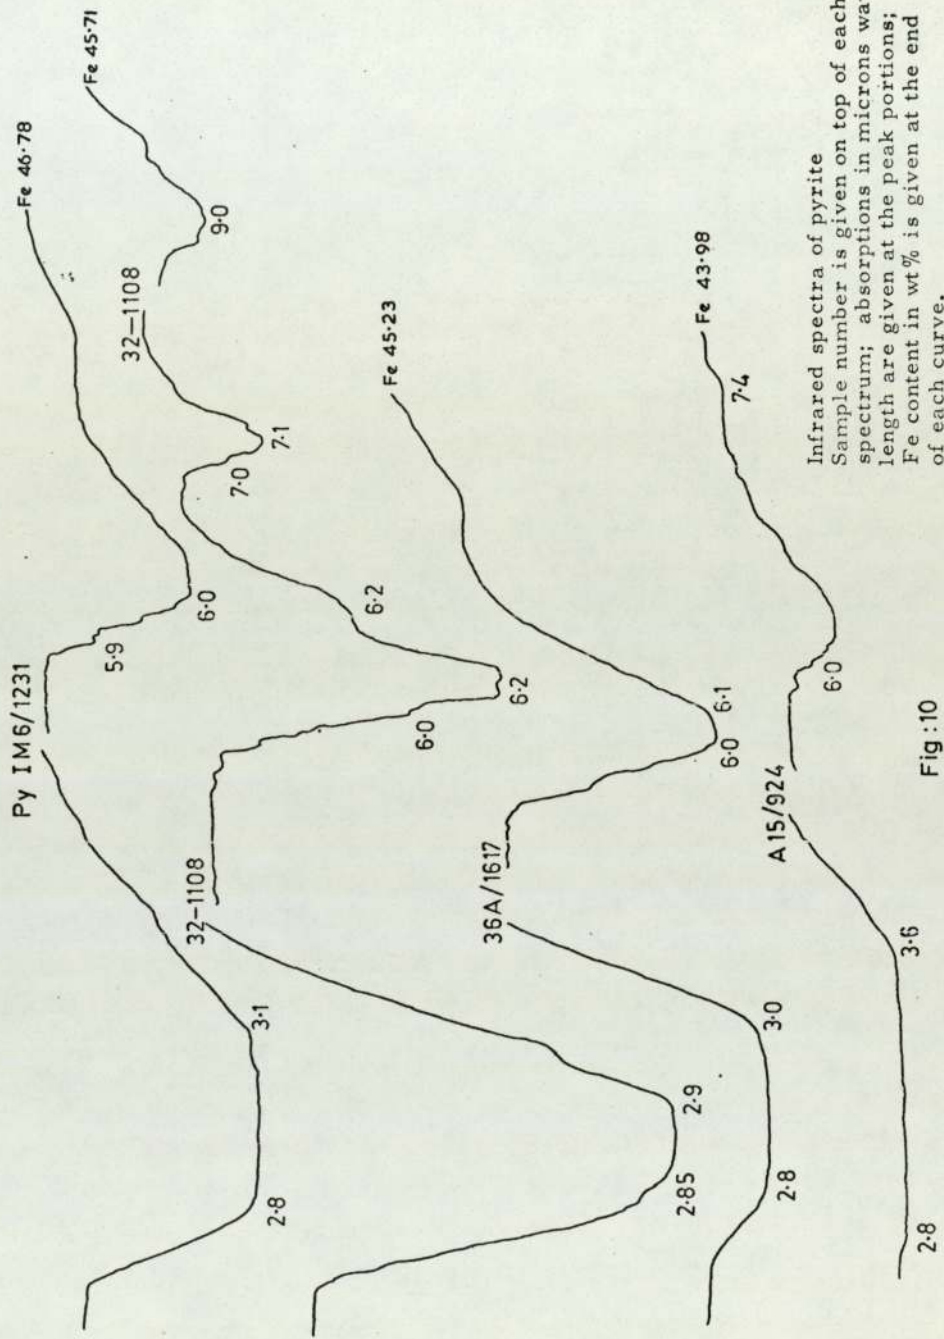 Py IM6/1231
Fe 46·78
2·8
3·1
5·9
6·0
32-1108
32-1108
Fe 45·71
2·85
2·9
6·0
6·2
6·2
7·0
7·1
9·0
36A/1617
Fe 45·23
2·8
3·0
6·0
6·1
A15/924
Fe 43·98
2·8
3·6
6·0
7·4
Infrared spectra of pyrite
Sample number is given on top of each
spectrum; absorptions in microns
length are given at the peak portions;
Fe content in wt% is given at the end
of each curve.
Fig : 10